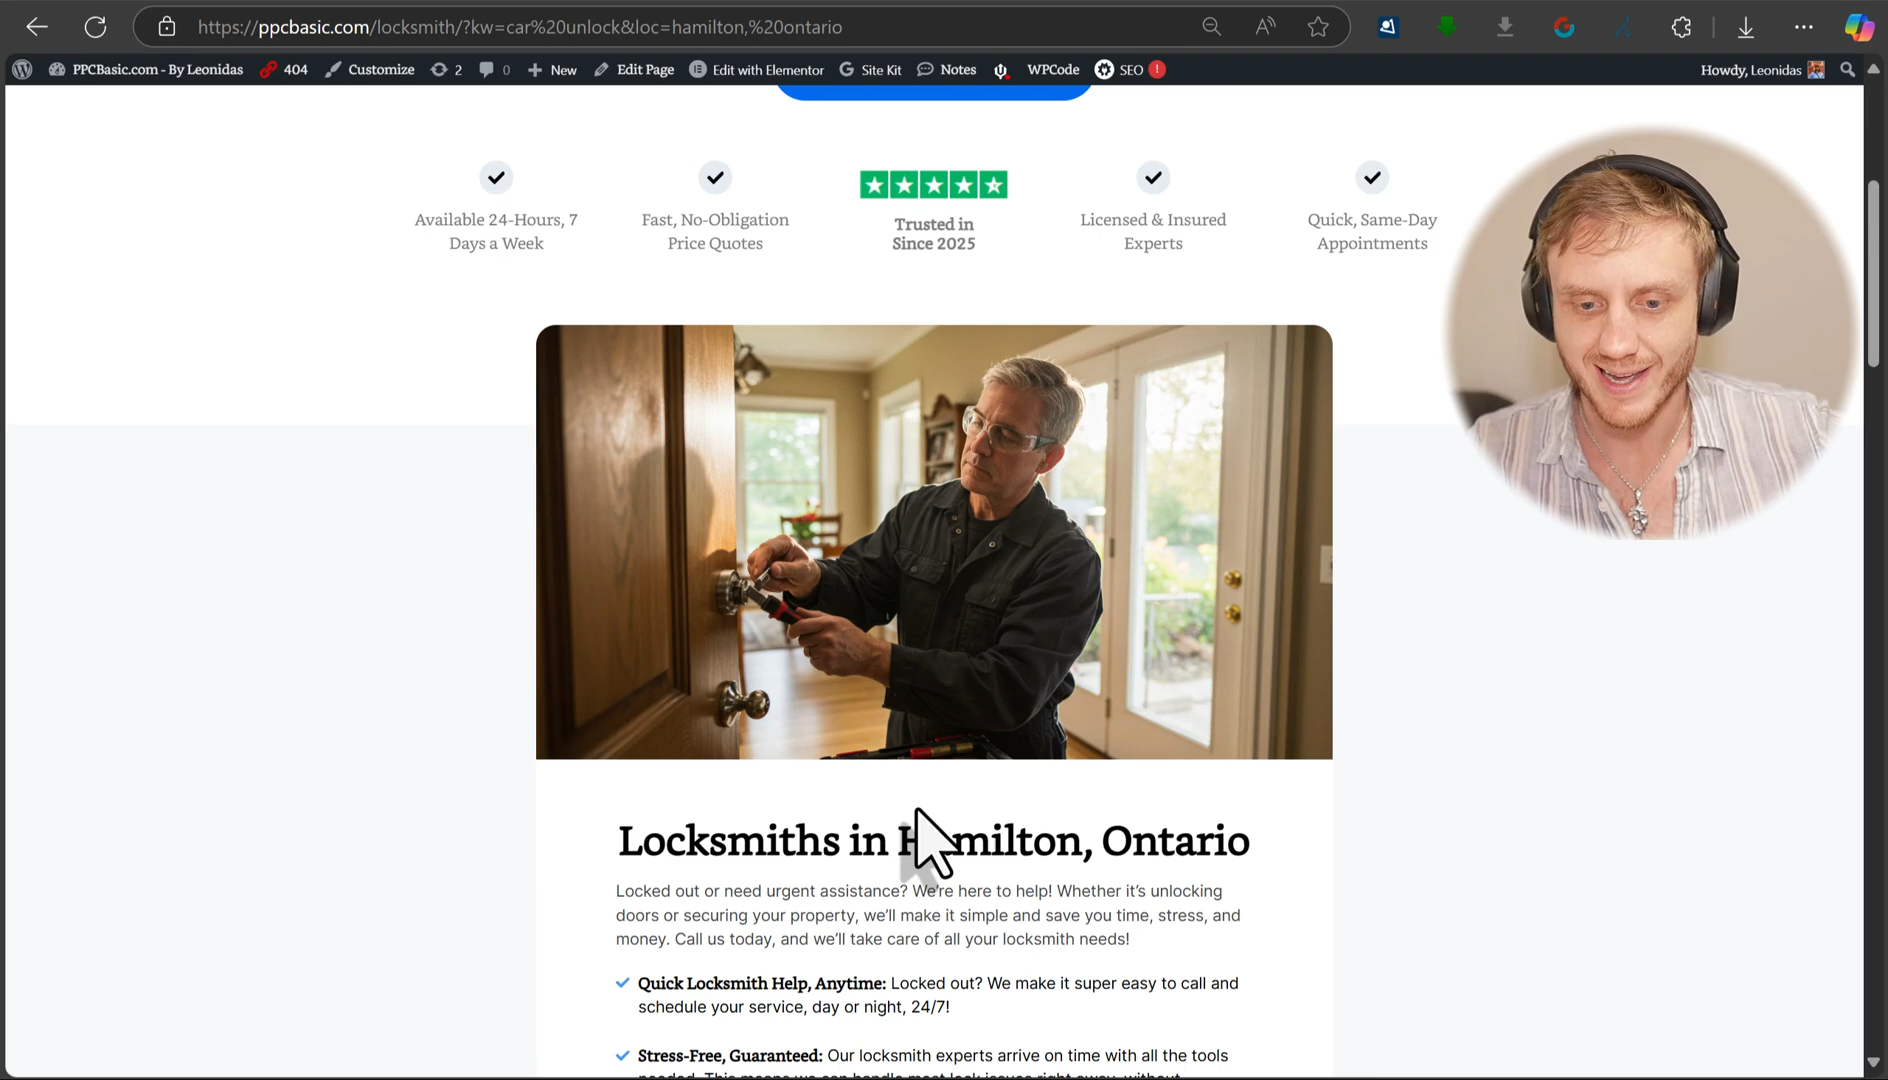 https://ppcbasic.com/locksmith/?kw=car%20unlock&loc=hamilton,%20ontario
PPCBasic.com - By Leonidas 404 Customize 2 0 New Edit Page Edit with Elementor Site Kit Notes WPCode SEO ! Howdy, Leonidas
Available 24-Hours, 7
Days a Week
Fast, No-Obligation
Price Quotes
Trusted in
Since 2025
Licensed & Insured
Experts
Quick, Same-Day
Appointments
Locksmiths in Hamilton, Ontario
Locked out or need urgent assistance? We're here to help! Whether it's unlocking
doors or securing your property, we'll make it simple and save you time, stress, and
money. Call us today, and we'll take care of all your locksmith needs!
Quick Locksmith Help, Anytime: Locked out? We make it super easy to call and
schedule your service, day or night, 24/7!
Stress-Free, Guaranteed: Our locksmith experts arrive on time with all the tools